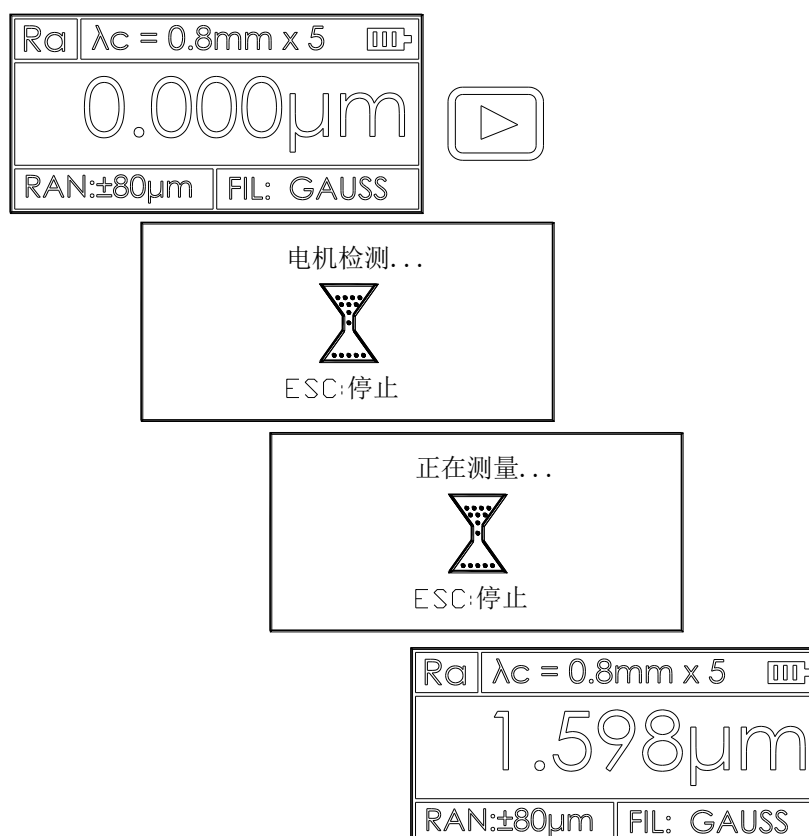 Ra λc = 0.8mm x 5
0.000μm
RAN:±80μm FIL: GAUSS
电机检测...
ESC:停止
正在测量...
ESC:停止
Ra λc = 0.8mm x 5
1.598μm
RAN:±80μm FIL: GAUSS